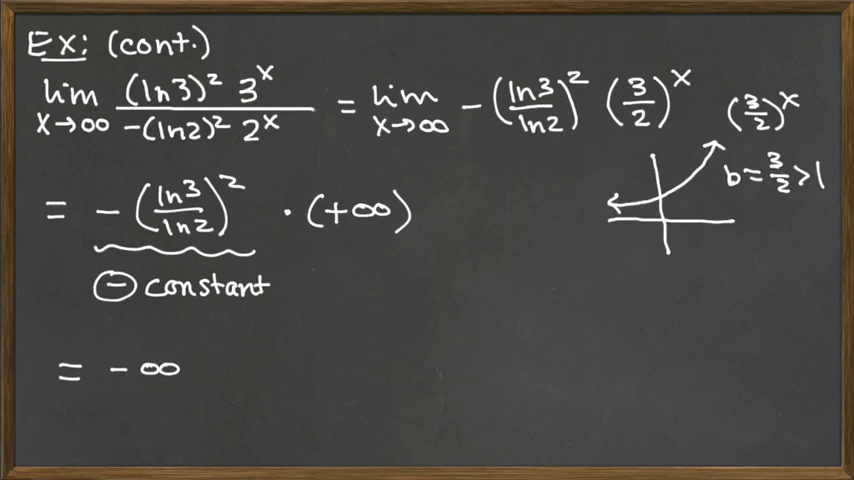 Ex: (cont.)
lim x→∞ (ln3)² 3ˣ / -(ln2)² 2ˣ = lim x→∞ -(ln3/ln2)² (3/2)ˣ
(3/2)ˣ
b = 3/2 > 1
= -(ln3/ln2)² · (+∞)
⊖ constant
= -∞